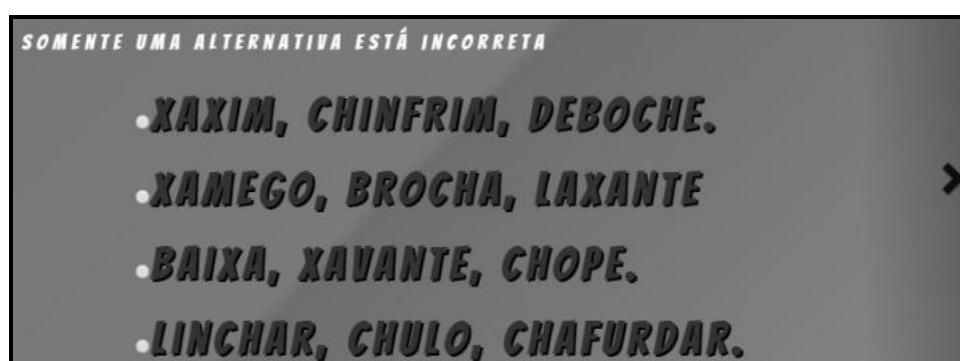 SOMENTE UMA ALTERNATIVA ESTÁ INCORRETA
•XAXIM, CHINFRIM, DEBOCHE.
•XAMEGO, BROCHA, LAXANTE
•BAIXA, XAVANTE, CHOPE.
•LINCHAR, CHULO, CHAFURDAR.